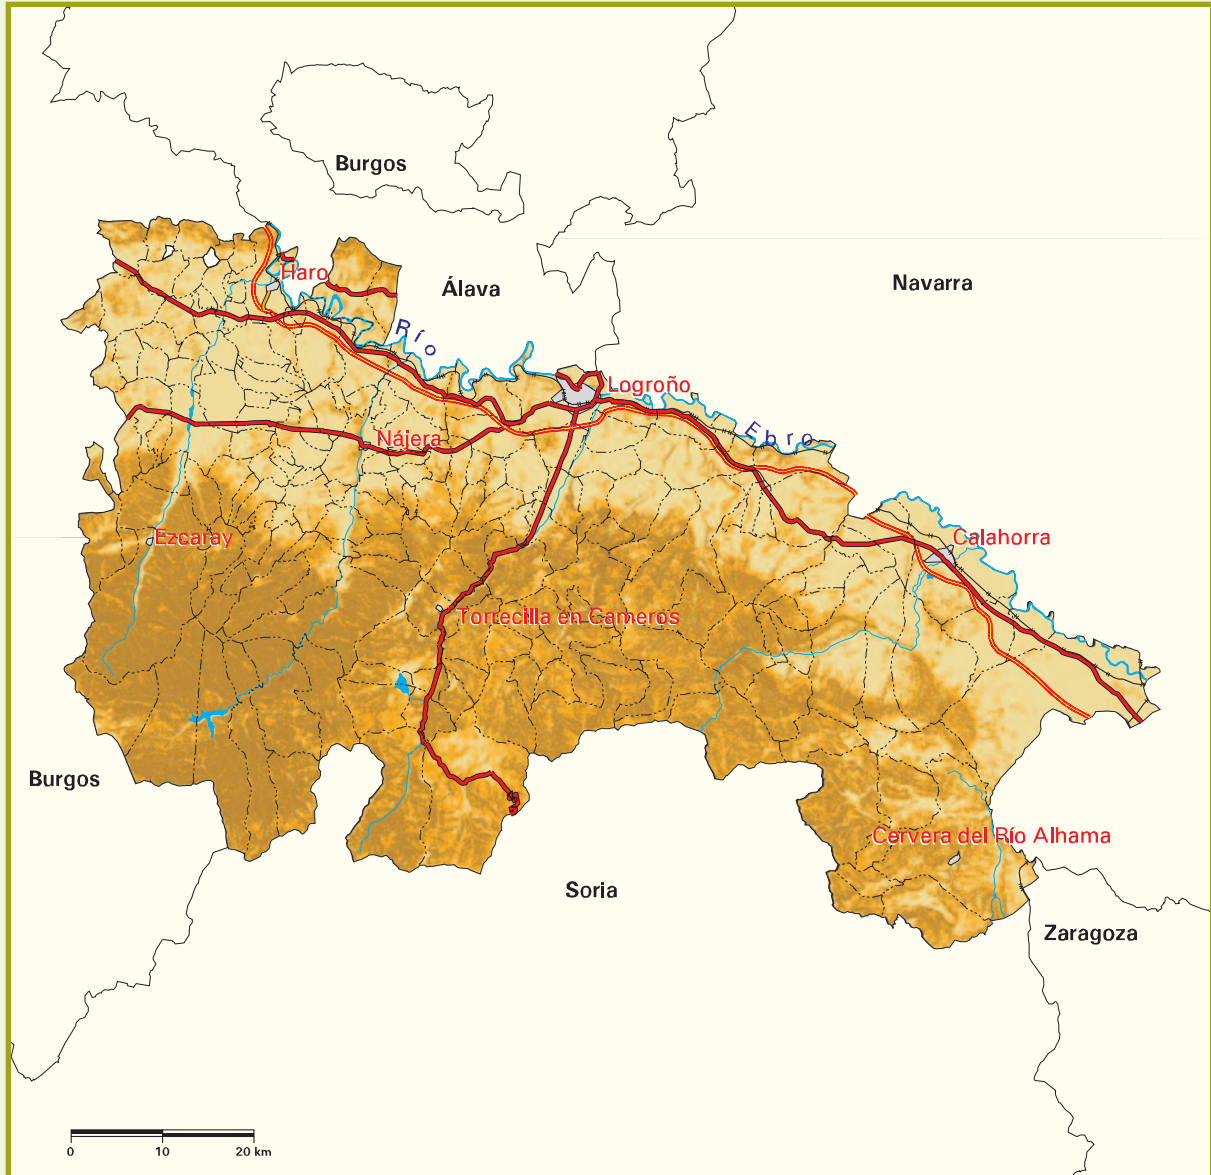 Burgos
Haro
Álava
Navarra
Río
Logroño
Nájera
Ebro
Ezcaray
Calahorra
Torrecilla en Cameros
Burgos
Cervera del Río Alhama
Soria
Zaragoza
0 10 20 km